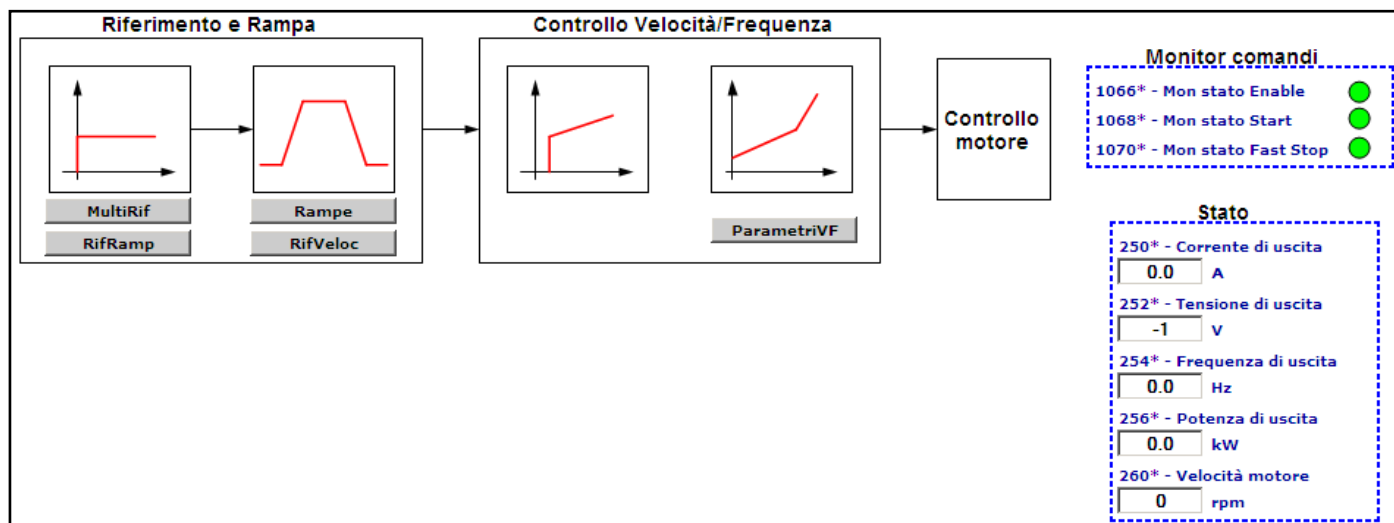 Riferimento e Rampa
MultiRif
Rampe
RifRamp
RifVeloc
Controllo Velocità/Frequenza
ParametriVF
Controllo
motore
Monitor comandi
1066* - Mon stato Enable
1068* - Mon stato Start
1070* - Mon stato Fast Stop
Stato
250* - Corrente di uscita
0.0 A
252* - Tensione di uscita
-1 V
254* - Frequenza di uscita
0.0 Hz
256* - Potenza di uscita
0.0 kW
260* - Velocità motore
0 rpm